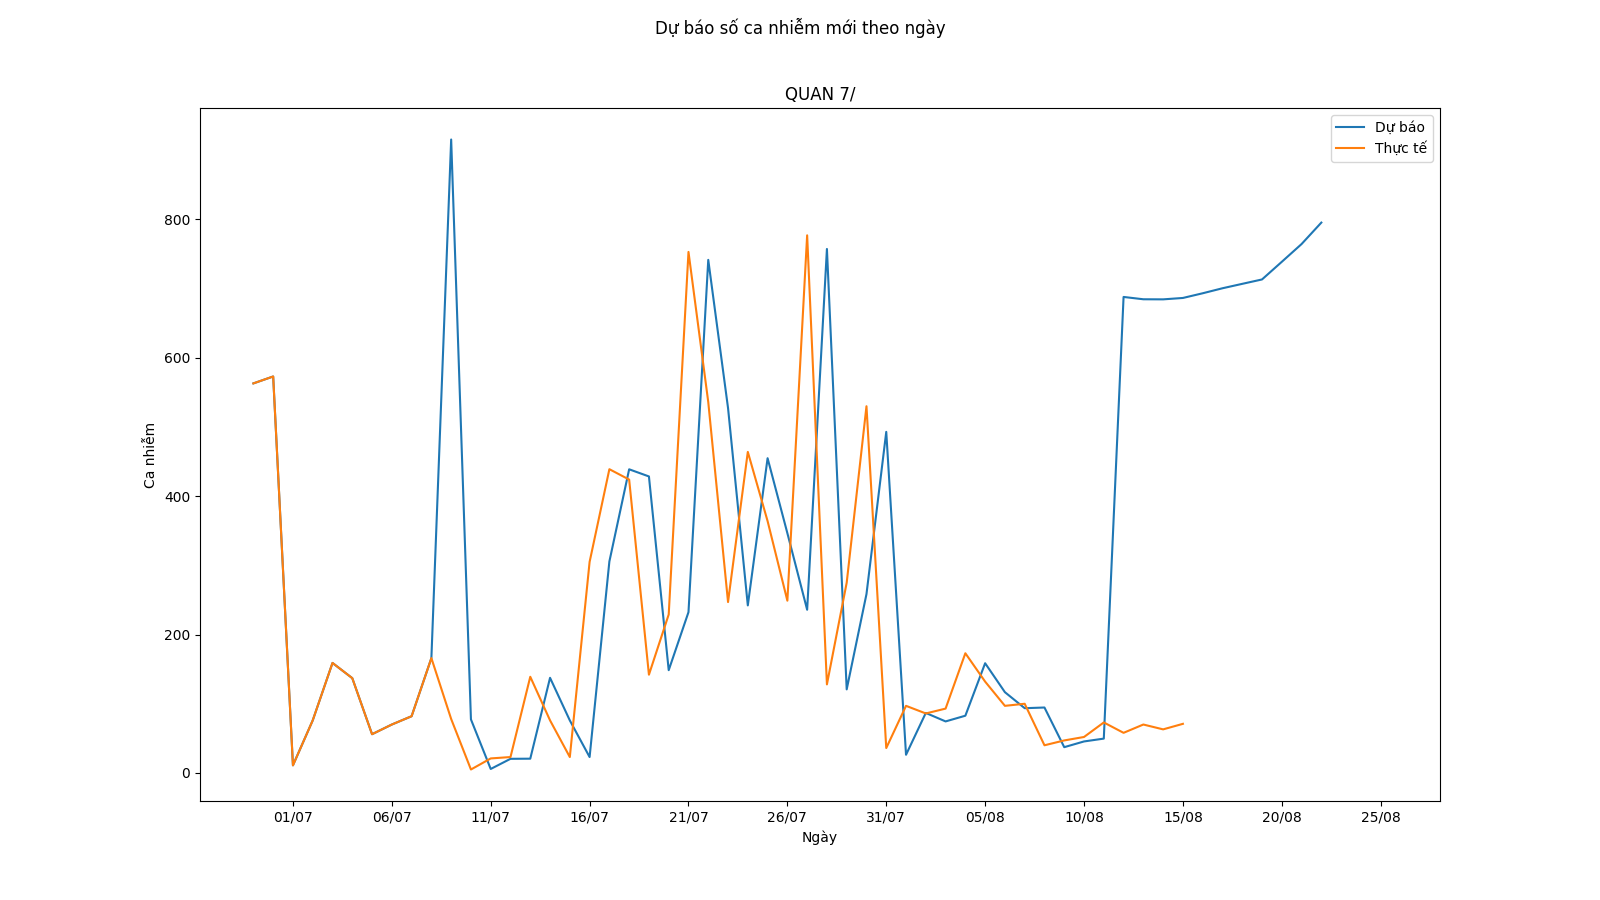 Dự báo số ca nhiễm mới theo ngày
QUAN 7/
Dự báo
Thực tế
800
600
400
200
0
Ca nhiễm
01/07 06/07 11/07 16/07 21/07 26/07 31/07 05/08 10/08 15/08 20/08 25/08
Ngày